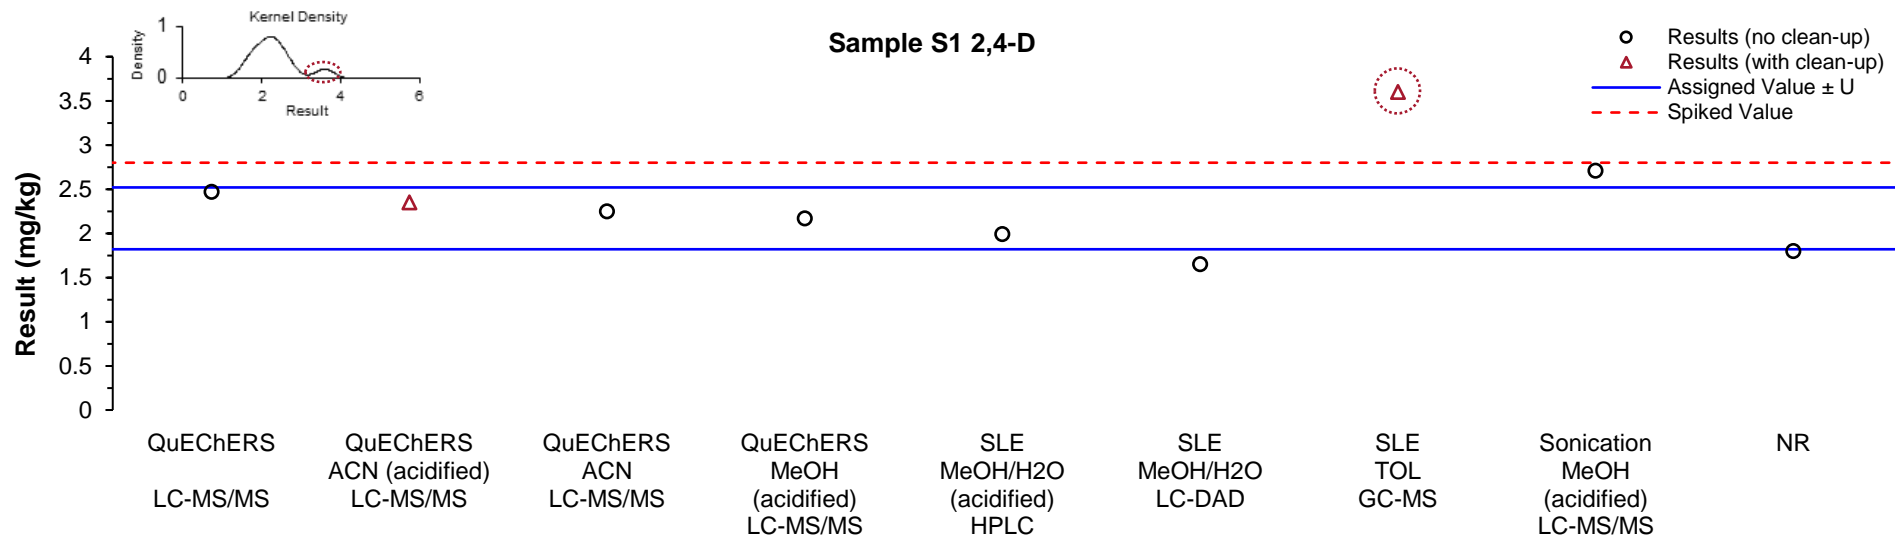 Kernel Density
Density
1
0
0
2
4
6
Result
Sample S1 2,4-D
Results (no clean-up)
Results (with clean-up)
Assigned Value ± U
Spiked Value
Result (mg/kg)
4
3.5
3
2.5
2
1.5
1
0.5
0
QuEChERS
LC-MS/MS
QuEChERS
ACN (acidified)
LC-MS/MS
QuEChERS
ACN
LC-MS/MS
QuEChERS
MeOH
(acidified)
LC-MS/MS
SLE
MeOH/H2O
(acidified)
HPLC
SLE
MeOH/H2O
LC-DAD
SLE
TOL
GC-MS
Sonication
MeOH
(acidified)
LC-MS/MS
NR